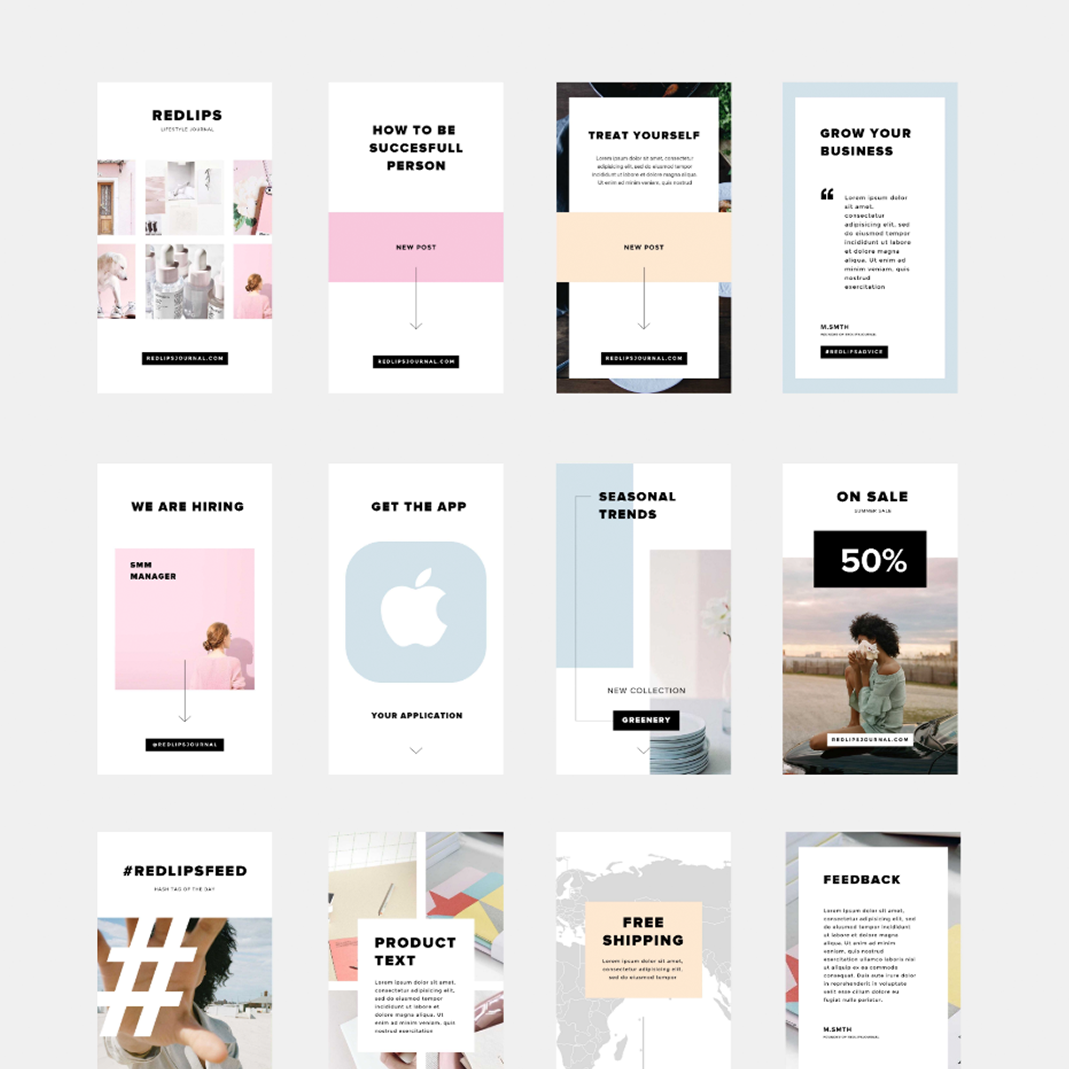 REDLIPS
LIFESTYLE JOURNAL
REDLIPSJOURNAL.COM
HOW TO BE
SUCCESFULL
PERSON
NEW POST
REDLIPSJOURNAL.COM
TREAT YOURSELF
Lorem ipsum dolor sit amet, consectetur
adipisicing elit, sed do eiusmod tempor
incididunt ut labore et dolore magna aliqua.
Ut enim ad minim veniam, quis nostrud
NEW POST
REDLIPSJOURNAL.COM
GROW YOUR
BUSINESS
“
Lorem ipsum dolor
sit amet,
consectetur
adipisicing elit, sed
do eiusmod tempor
incididunt ut labore
et dolore magna
aliqua. Ut enim ad
minim veniam, quis
nostrud
exercitation
M.SMTH
#REDLIPSADVICE
WE ARE HIRING
SMM
MANAGER
@REDLIPSJOURNAL
GET THE APP
YOUR APPLICATION
SEASONAL
TRENDS
NEW COLLECTION
GREENERY
ON SALE
SUMMER SALE
50%
REDLIPSJOURNAL.COM
#REDLIPSFEED
HASH TAG OF THE DAY
#
PRODUCT
TEXT
Lorem ipsum dolor sit amet,
consectetur adipisicing elit,
sed do eiusmod tempor
incididunt ut labore et
dolore magna aliqua. Ut
enim ad minim veniam, quis
nostrud exercitation
FREE
SHIPPING
Lorem ipsum dolor sit amet,
consectetur adipisicing elit,
sed do eiusmod tempor
FEEDBACK
Lorem ipsum dolor sit amet,
consectetur adipisicing elit, sed
do eiusmod tempor incididunt
ut labore et dolore magna
aliqua. Ut enim ad minim
veniam, quis nostrud
exercitation ullamco laboris nisi
ut aliquip ex ea commodo
consequat. Duis aute irure dolor
in reprehenderit in voluptate
velit esse cillum dolore eu
fugiat nulla pariatur.
M.SMTH